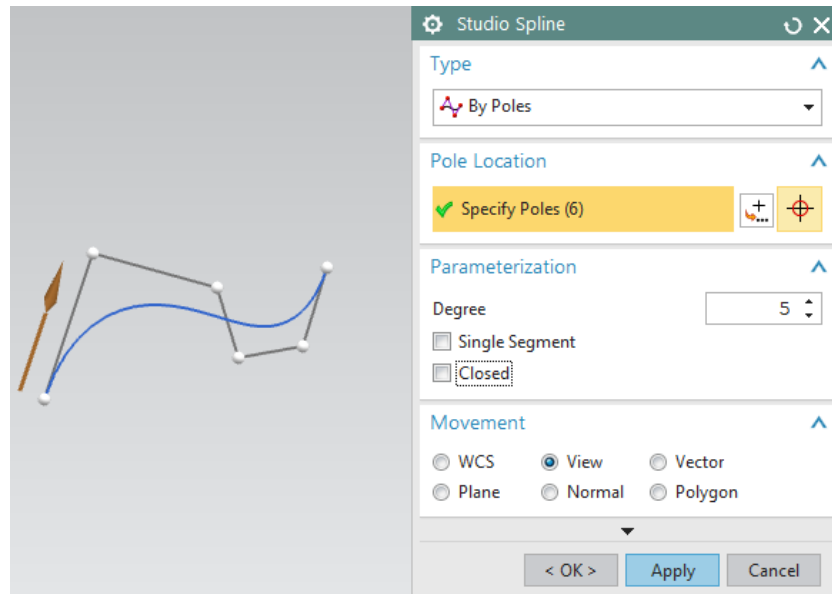 Studio Spline
Type
By Poles
Pole Location
Specify Poles (6)
Parameterization
Degree 5
Single Segment
Closed
Movement
WCS View Vector
Plane Normal Polygon
< OK > Apply Cancel